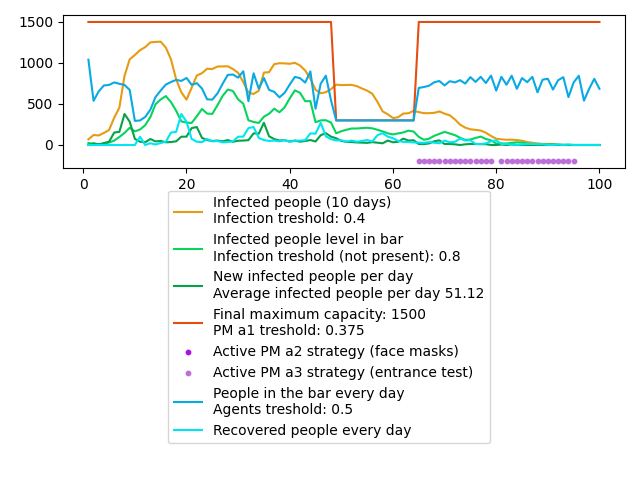 1500
1000
500
0
0 20 40 60 80 100
Infected people (10 days)
Infection treshold: 0.4
Infected people level in bar
Infection treshold (not present): 0.8
New infected people per day
Average infected people per day 51.12
Final maximum capacity: 1500
PM a1 treshold: 0.375
Active PM a2 strategy (face masks)
Active PM a3 strategy (entrance test)
People in the bar every day
Agents treshold: 0.5
Recovered people every day